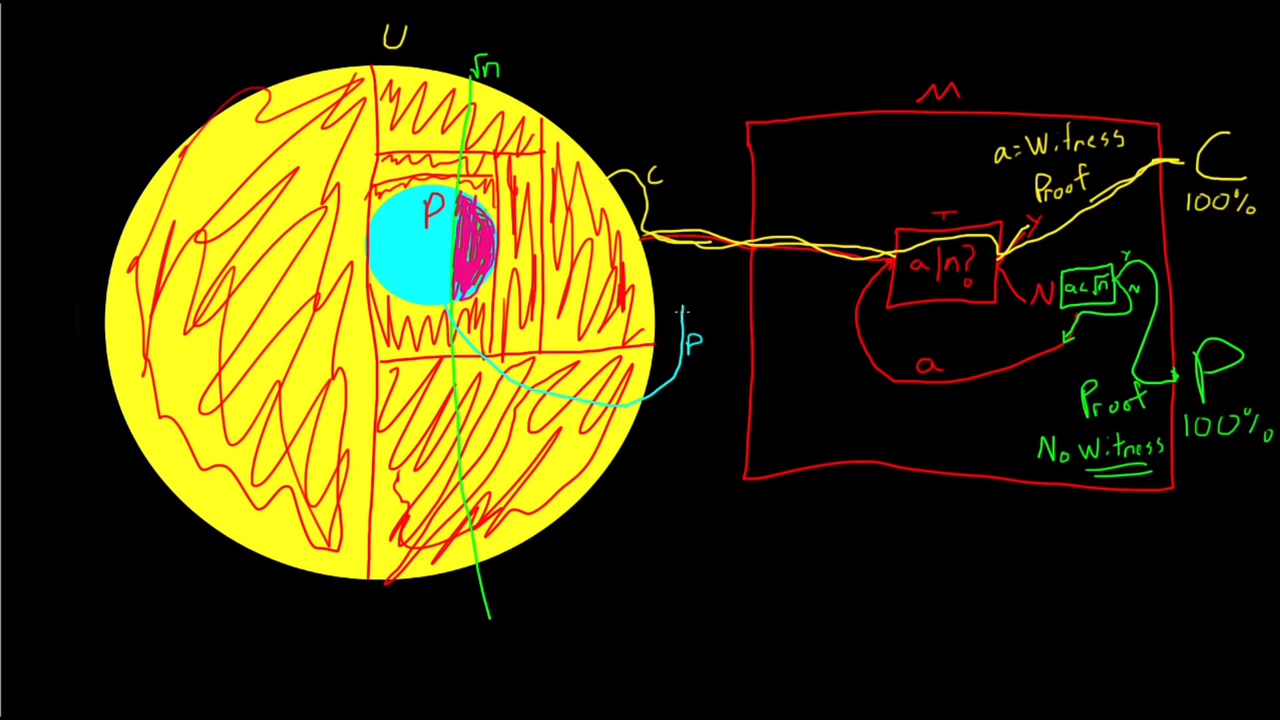 U
√n
P
C
P
M
a=Witness
Proof
T
a|n?
Y
N
a
a<√n
Y
N
C
100%
P
100%
Proof
No Witness